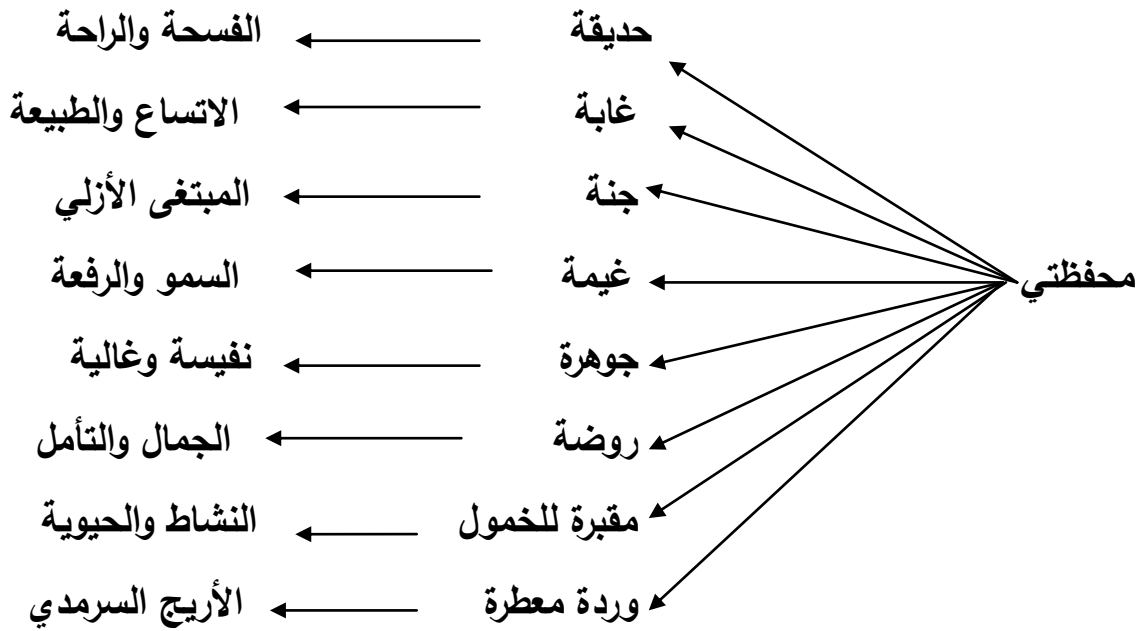 حديقة الفسحة والراحة
غابة الاتساع والطبيعة
جنة المبتغى الأزلي
محفظتي غيمة السمو والرفعة
جوهرة نفيسة وغالية
روضة الجمال والتأمل
مقبرة للخمول النشاط والحيوية
وردة معطرة الأريج السرمدي